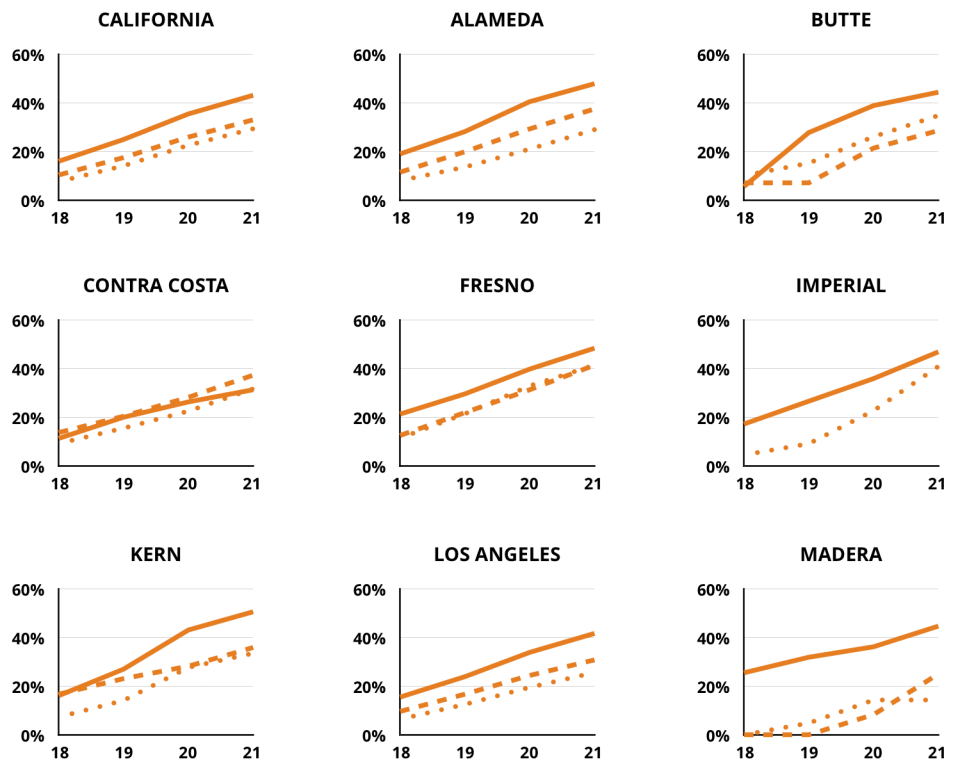 CALIFORNIA
60%
40%
20%
0%
18 19 20 21
ALAMEDA
60%
40%
20%
0%
18 19 20 21
BUTTE
60%
40%
20%
0%
18 19 20 21
CONTRA COSTA
60%
40%
20%
0%
18 19 20 21
FRESNO
60%
40%
20%
0%
18 19 20 21
IMPERIAL
60%
40%
20%
0%
18 19 20 21
KERN
60%
40%
20%
0%
18 19 20 21
LOS ANGELES
60%
40%
20%
0%
18 19 20 21
MADERA
60%
40%
20%
0%
18 19 20 21